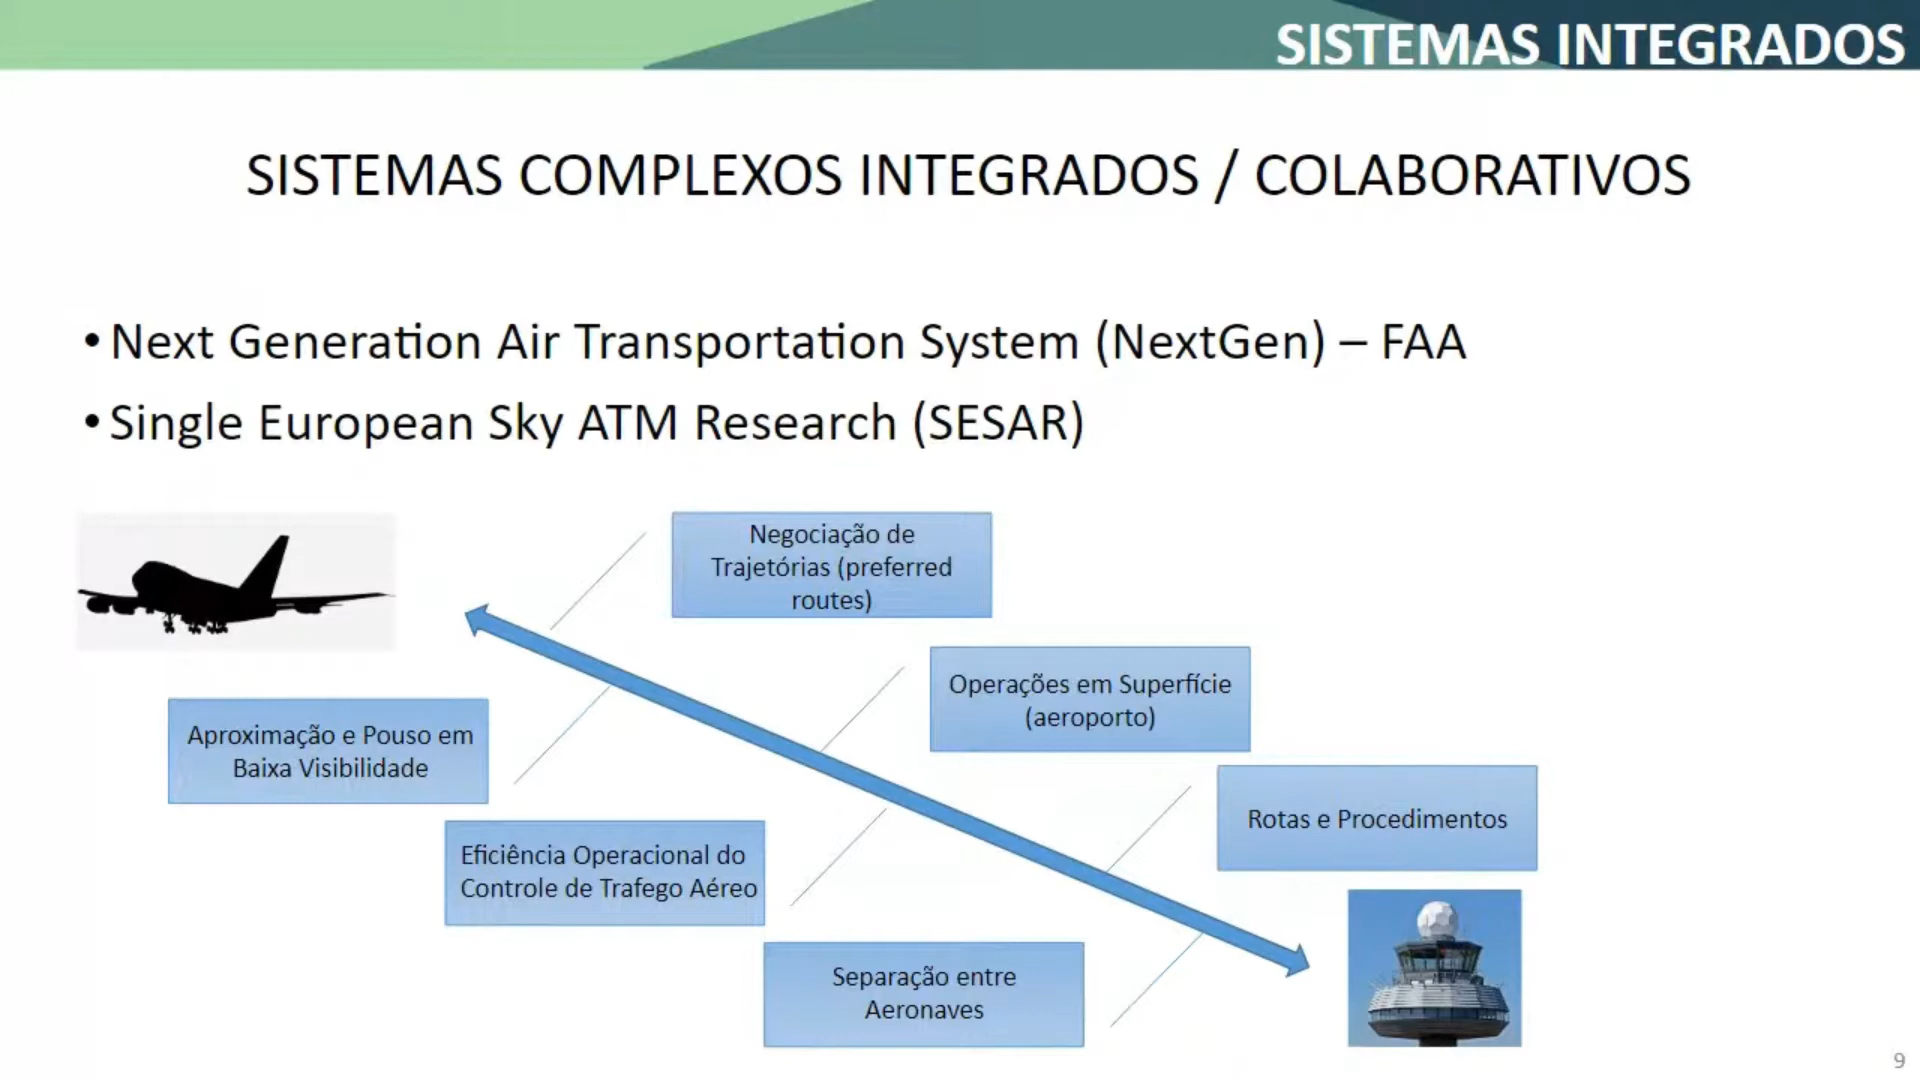 SISTEMAS INTEGRADOS
SISTEMAS COMPLEXOS INTEGRADOS / COLABORATIVOS
• Next Generation Air Transportation System (NextGen) – FAA
• Single European Sky ATM Research (SESAR)
Negociação de
Trajetórias (preferred
routes)
Operações em Superfície
(aeroporto)
Aproximação e Pouso em
Baixa Visibilidade
Rotas e Procedimentos
Eficiência Operacional do
Controle de Trafego Aéreo
Separação entre
Aeronaves
9